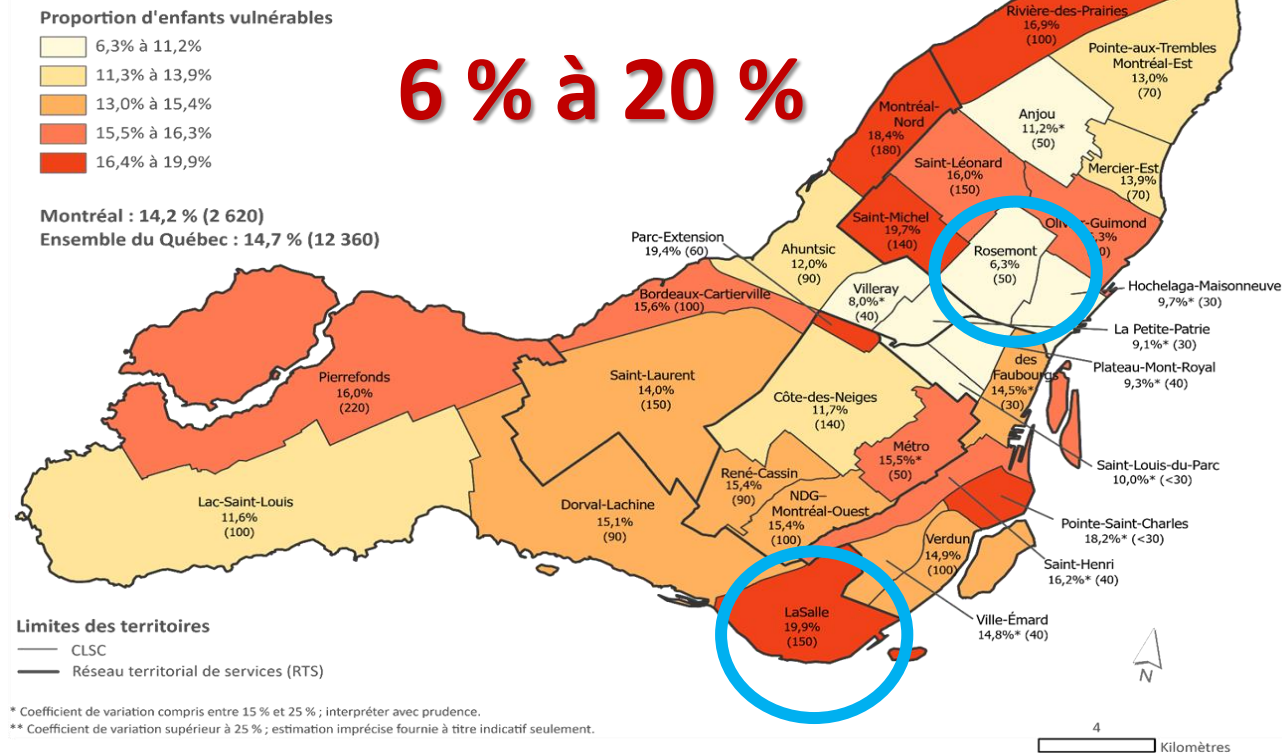 Proportion d'enfants vulnérables
6,3% à 11,2%
11,3% à 13,9%
13,0% à 15,4%
15,5% à 16,3%
16,4% à 19,9%
6 % à 20 %
Montréal : 14,2 % (2 620)
Ensemble du Québec : 14,7 % (12 360)
Rivière-des-Prairies
16,9%
(100)
Pointe-aux-Trembles
Montréal-Est
13,0%
(70)
Montréal-
Nord
18,4%
(180)
Anjou
11,2%*
(50)
Mercier-Est
13,9%
(70)
Saint-Léonard
16,0%
(150)
Saint-Michel
19,7%
(140)
Guimond
Rosemont
6,3%
(50)
Parc-Extension
19,4% (60)
Ahuntsic
12,0%
(90)
Villeray
8,0%*
(40)
Hochelaga-Maisonneuve
9,7%* (30)
La Petite-Patrie
9,1%* (30)
Plateau-Mont-Royal
9,3%* (40)
des
Faubourgs
14,5%*
(30)
Bordeaux-Cartierville
15,6% (100)
Pierrefonds
16,0%
(220)
Saint-Laurent
14,0%
(150)
Côte-des-Neiges
11,7%
(140)
Métro
15,5%*
(50)
Saint-Louis-du-Parc
10,0%* (<30)
René-Cassin
15,4%
(90)
NDG–
Montréal-Ouest
15,4%
(100)
Lac-Saint-Louis
11,6%
(100)
Dorval-Lachine
15,1%
(90)
Pointe-Saint-Charles
18,2%* (<30)
Verdun
14,9%
(100)
Saint-Henri
16,2%* (40)
LaSalle
19,9%
(150)
Ville-Émard
14,8%* (40)
Limites des territoires
CLSC
Réseau territorial de services (RTS)
N
* Coefficient de variation compris entre 15 % et 25 % ; interpréter avec prudence.
** Coefficient de variation supérieur à 25 % ; estimation imprécise fournie à titre indicatif seulement.
4
Kilomètres